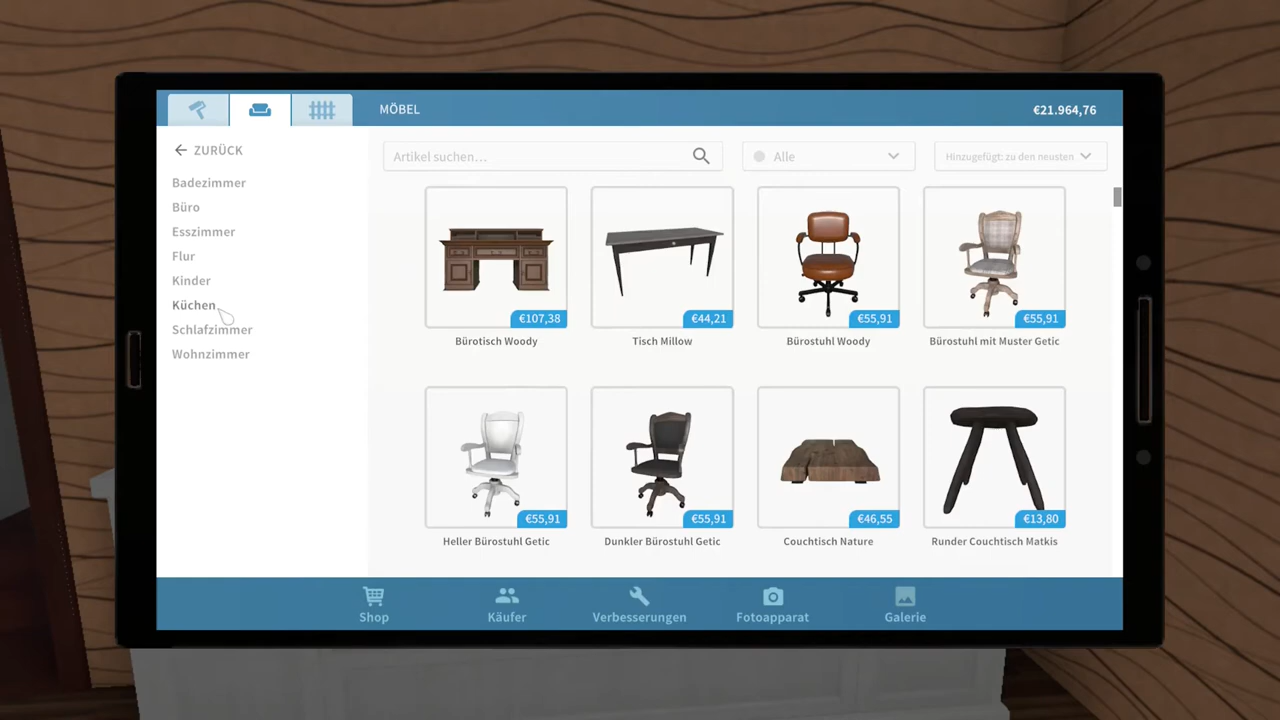 MÖBEL
€21.964,76
ZURÜCK
Badezimmer
Büro
Esszimmer
Flur
Kinder
Küchen
Schlafzimmer
Wohnzimmer
Artikel suchen...
Alle
Hinzugefügt: zu den neusten
€107,38
€44,21
€55,91
€55,91
Bürotisch Woody
Tisch Millow
Bürostuhl Woody
Bürostuhl mit Muster Getic
€55,91
€55,91
€46,55
€13,80
Heller Bürostuhl Getic
Dunkler Bürostuhl Getic
Couchtisch Nature
Runder Couchtisch Matkis
Shop
Käufer
Verbesserungen
Fotoapparat
Galerie